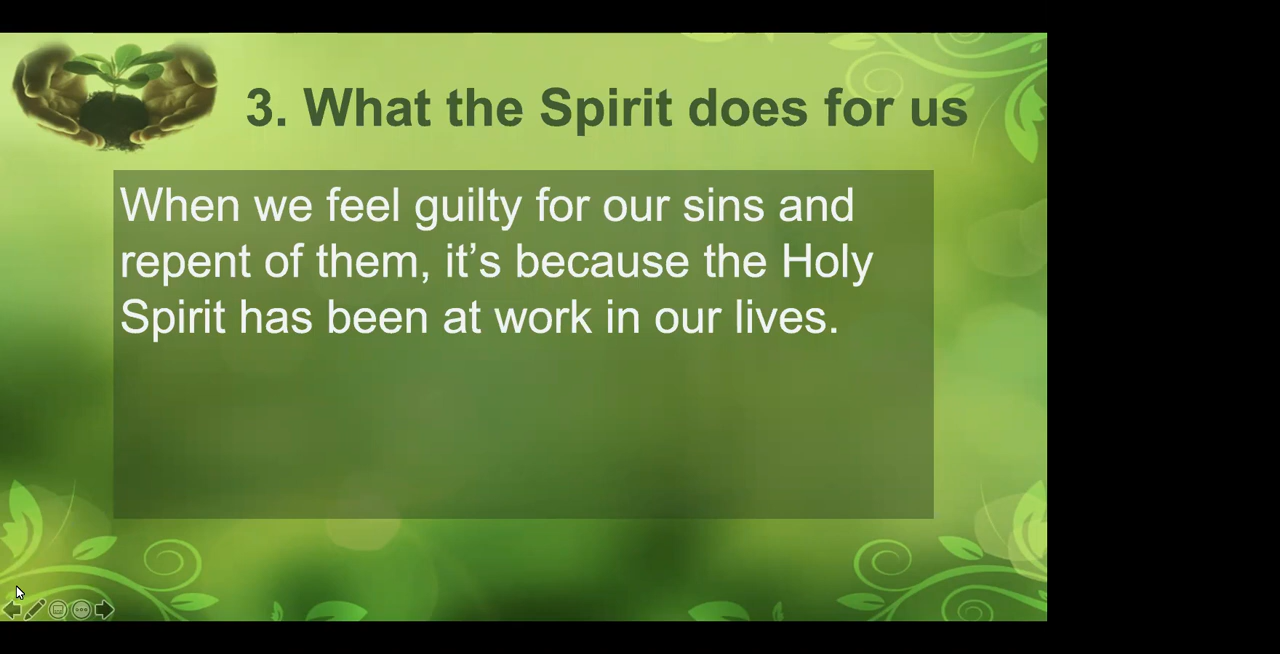 3. What the Spirit does for us
When we feel guilty for our sins and
repent of them, it’s because the Holy
Spirit has been at work in our lives.